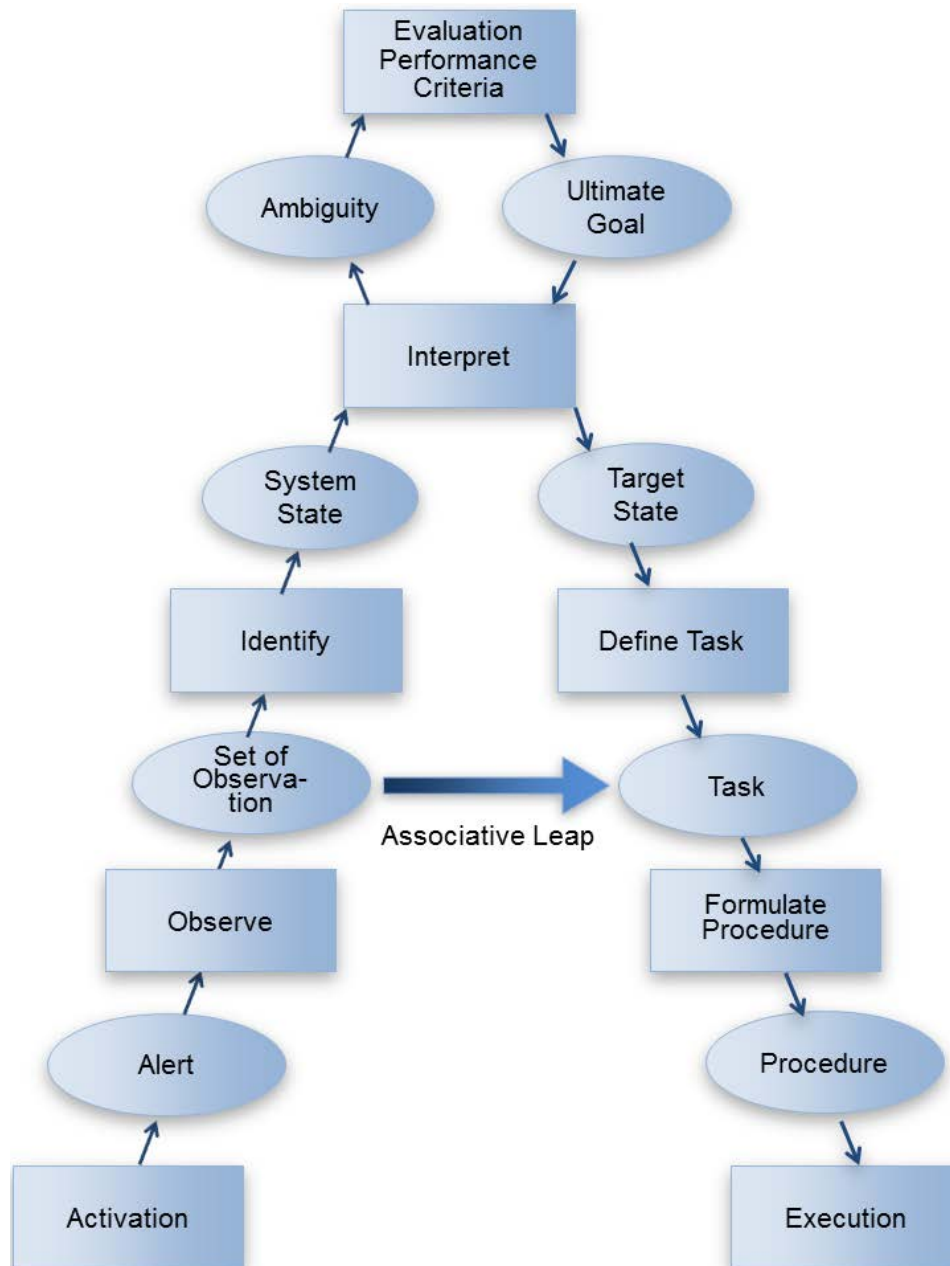 Evaluation
Performance
Criteria
Ambiguity
Ultimate
Goal
Interpret
System
State
Target
State
Identify
Define Task
Set of
Observa-
tion
Associative Leap
Task
Observe
Formulate
Procedure
Alert
Procedure
Activation
Execution